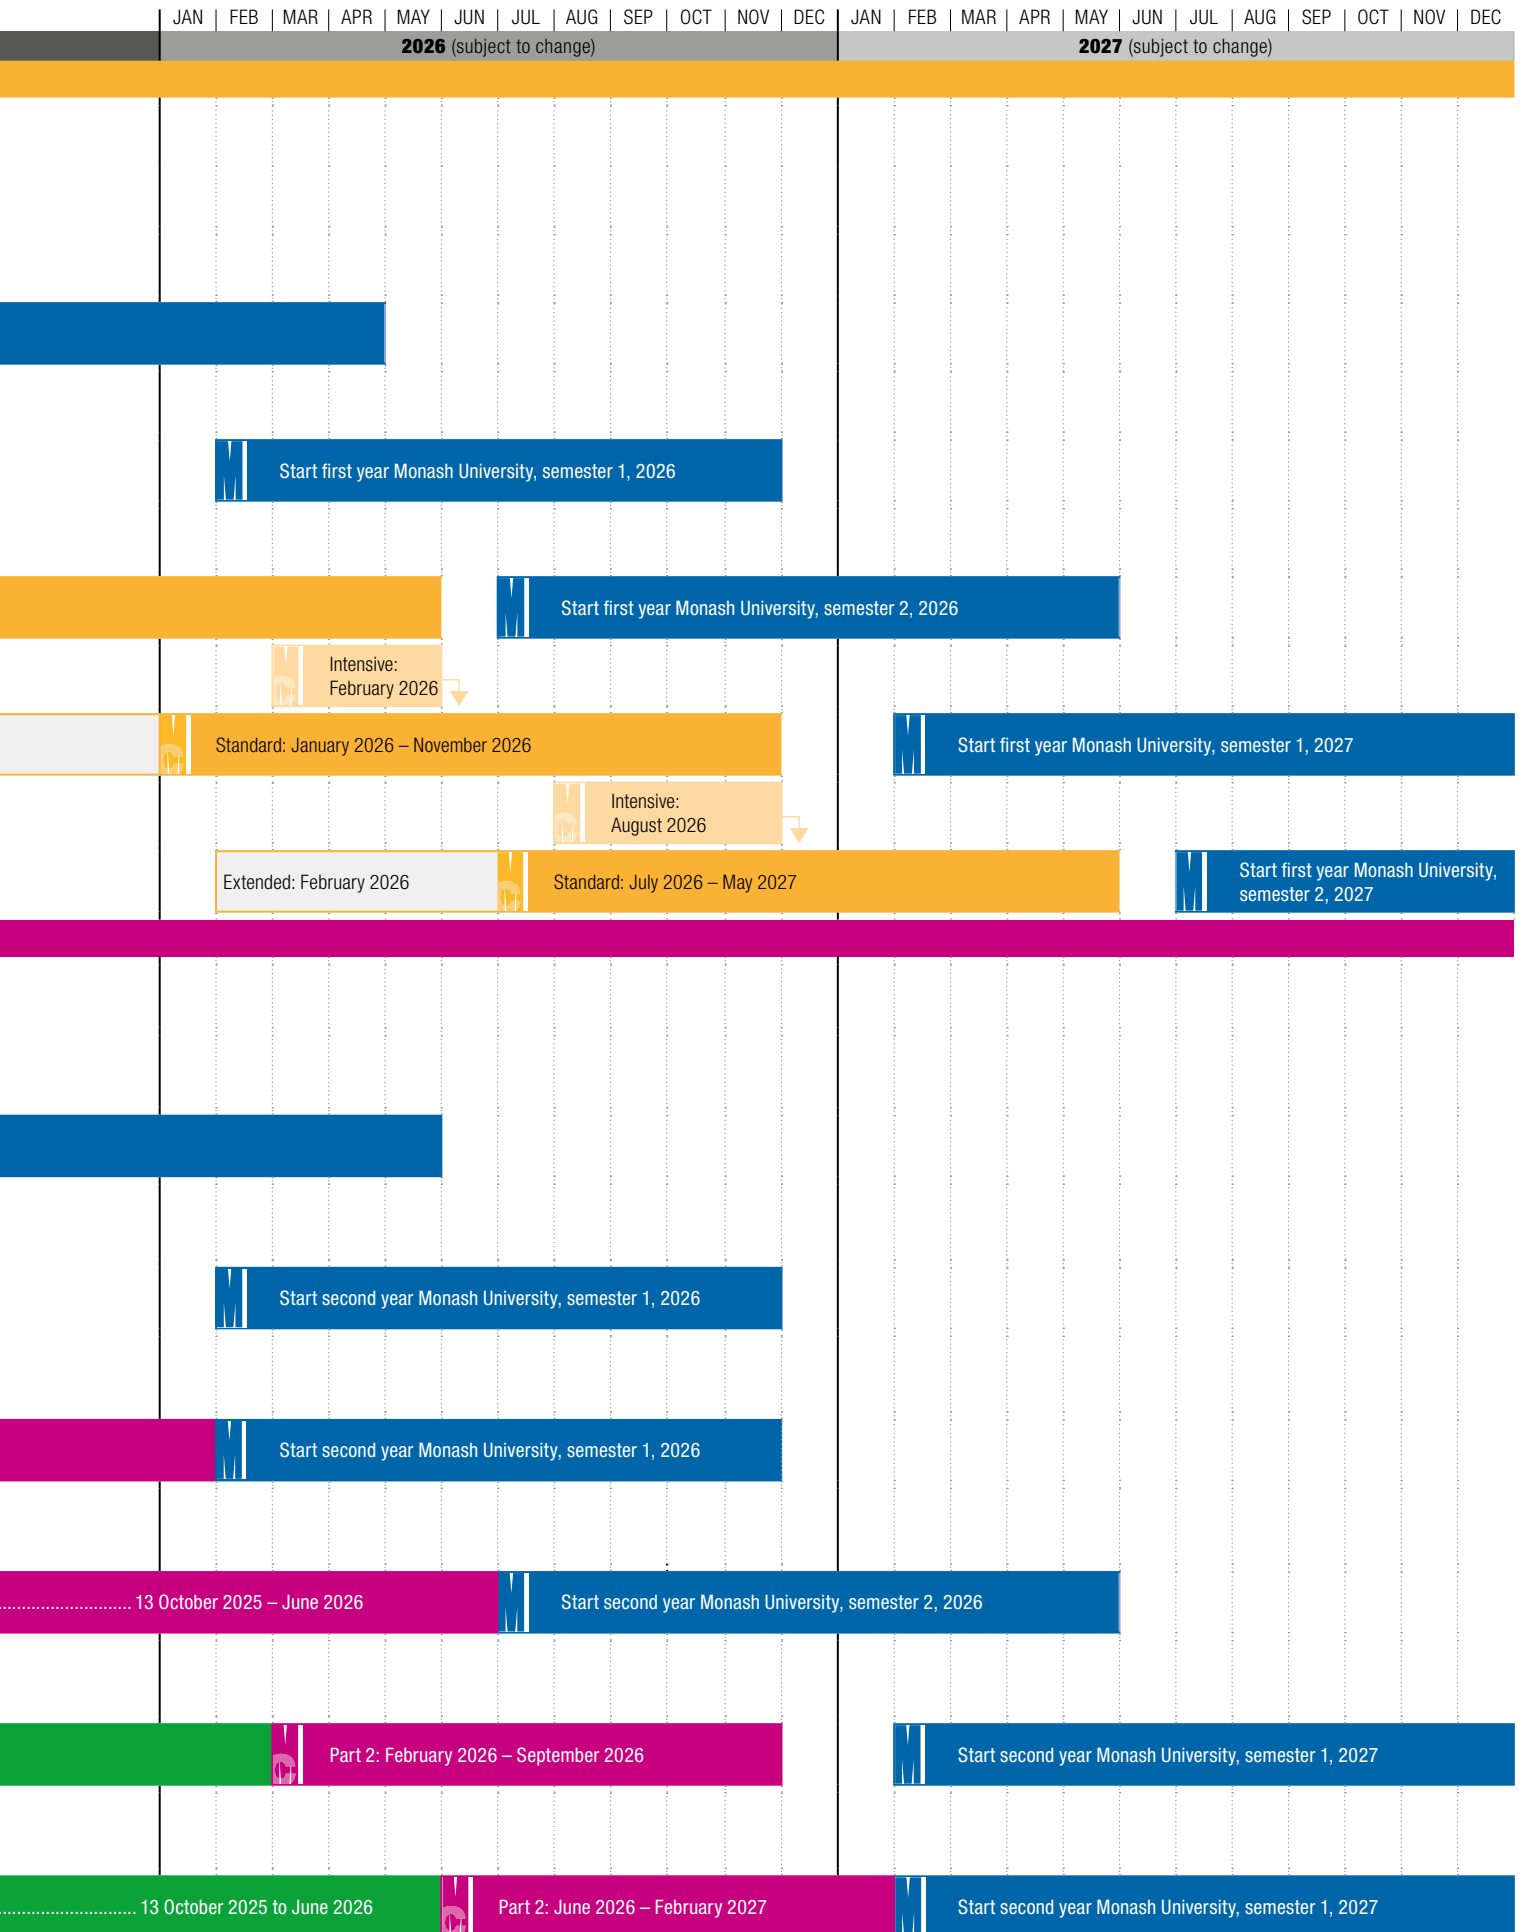 JAN | FEB | MAR | APR | MAY | JUN | JUL | AUG | SEP | OCT | NOV | DEC | JAN | FEB | MAR | APR | MAY | JUN | JUL | AUG | SEP | OCT | NOV | DEC
2026 (subject to change) 2027 (subject to change)
Start first year Monash University, semester 1, 2026
Start first year Monash University, semester 2, 2026
Intensive:
February 2026
Standard: January 2026 – November 2026
Start first year Monash University, semester 1, 2027
Intensive:
August 2026
Extended: February 2026
Standard: July 2026 – May 2027
Start first year Monash University,
semester 2, 2027
Start second year Monash University, semester 1, 2026
Start second year Monash University, semester 1, 2026
............................ 13 October 2025 – June 2026
Start second year Monash University, semester 2, 2026
Part 2: February 2026 – September 2026
Start second year Monash University, semester 1, 2027
............................. 13 October 2025 to June 2026
Part 2: June 2026 – February 2027
Start second year Monash University, semester 1, 2027